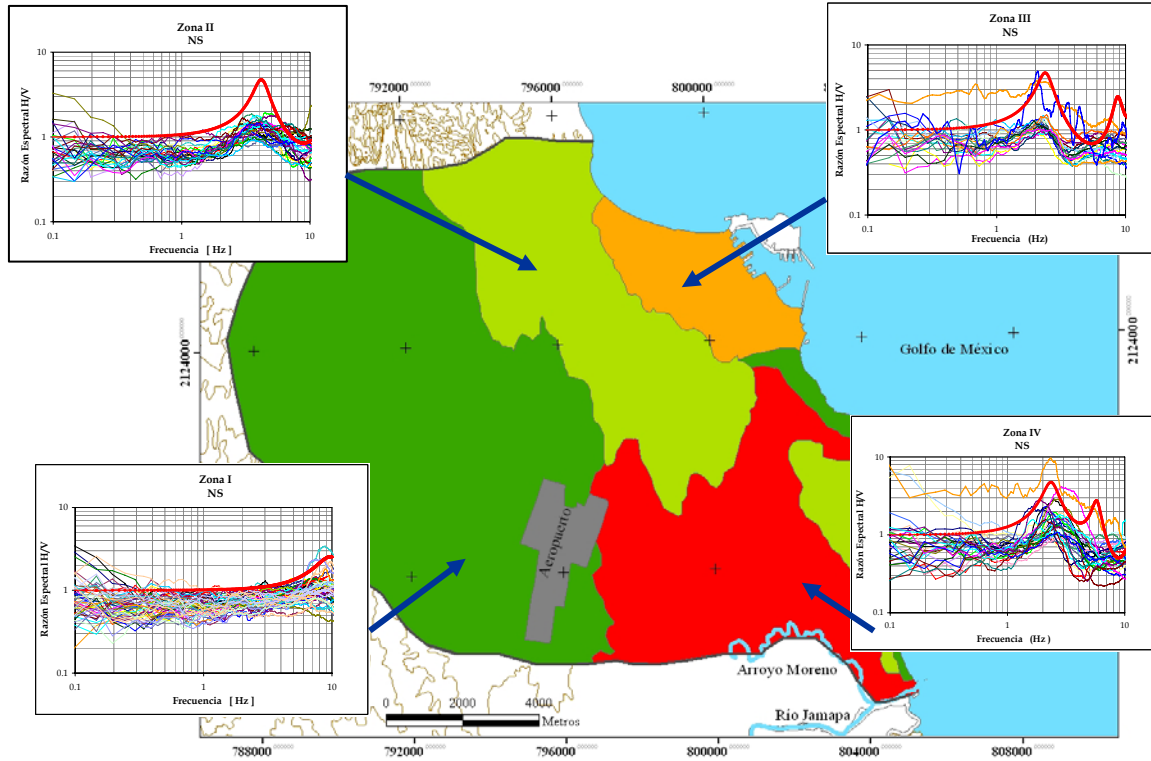 Zona II
NS
10
1
0.1
0.1
1
10
Razón Espectral H/V
Frecuencia [ Hz ]
Zona III
NS
10
1
0.1
0.1
1
10
Razón Espectral H/V
Frecuencia (Hz)
792000
796000
800000
2124000
2124000
Golfo de México
Zona I
NS
10
1
0.1
0.1
1
10
Razón Espectral H/V
Frecuencia [ Hz ]
Aeropuerto
Zona IV
NS
10
1
0.1
0.1
1
10
Razón Espectral H/V
Frecuencia (Hz)
Arroyo Moreno
Río Jamapa
0 2000 4000
Metros
788000
792000
796000
800000
804000
808000